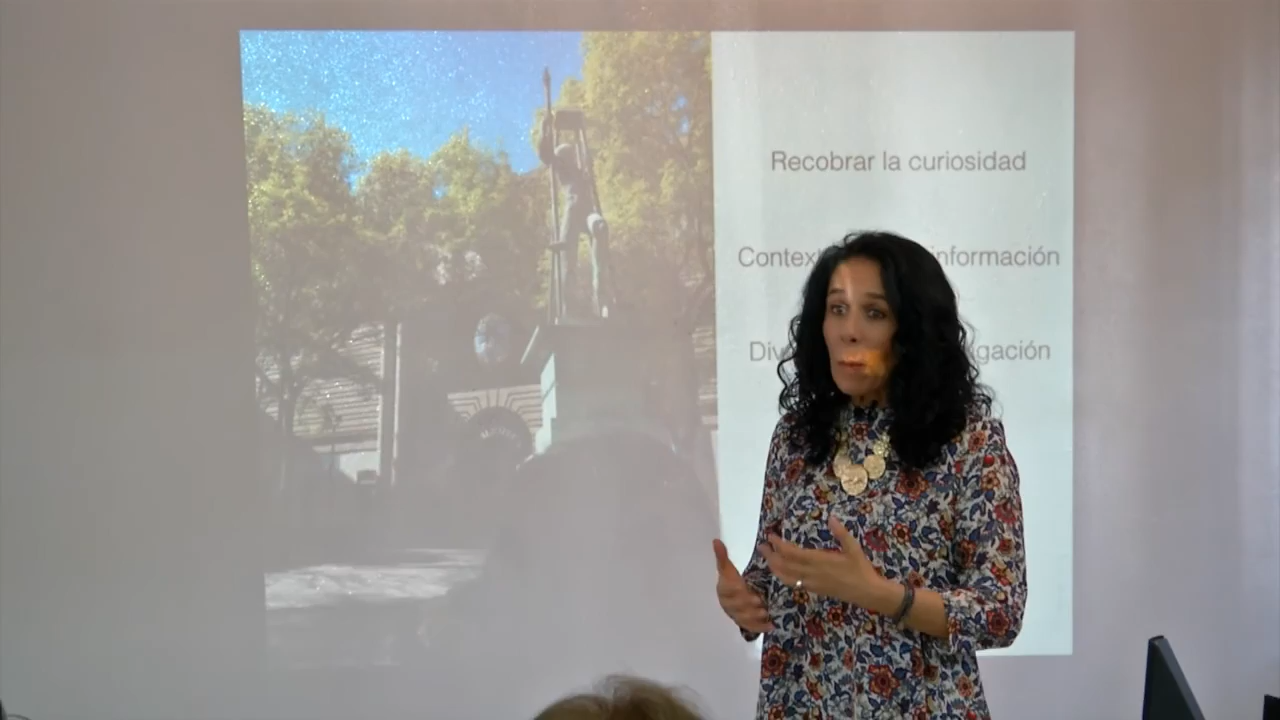 Recobrar la curiosidad
Context información
Div gación